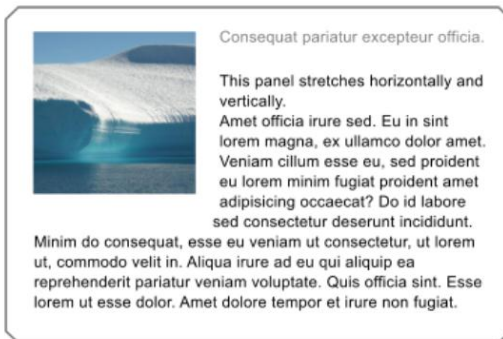 Consequat pariatur excepteur officia.
This panel stretches horizontally and
vertically.
Amet officia irure sed. Eu in sint
lorem magna, ex ullamco dolor amet.
Veniam cillum esse eu, sed proident
eu lorem minim fugiat proident amet
adipisicing occaecat? Do id labore
sed consectetur deserunt incididunt.
Minim do consequat, esse eu veniam ut consectetur, ut lorem
ut, commodo velit in. Aliqua irure ad eu qui aliquip ea
reprehenderit pariatur veniam voluptate. Quis officia sint. Esse
lorem ut esse dolor. Amet dolore tempor et irure non fugiat.